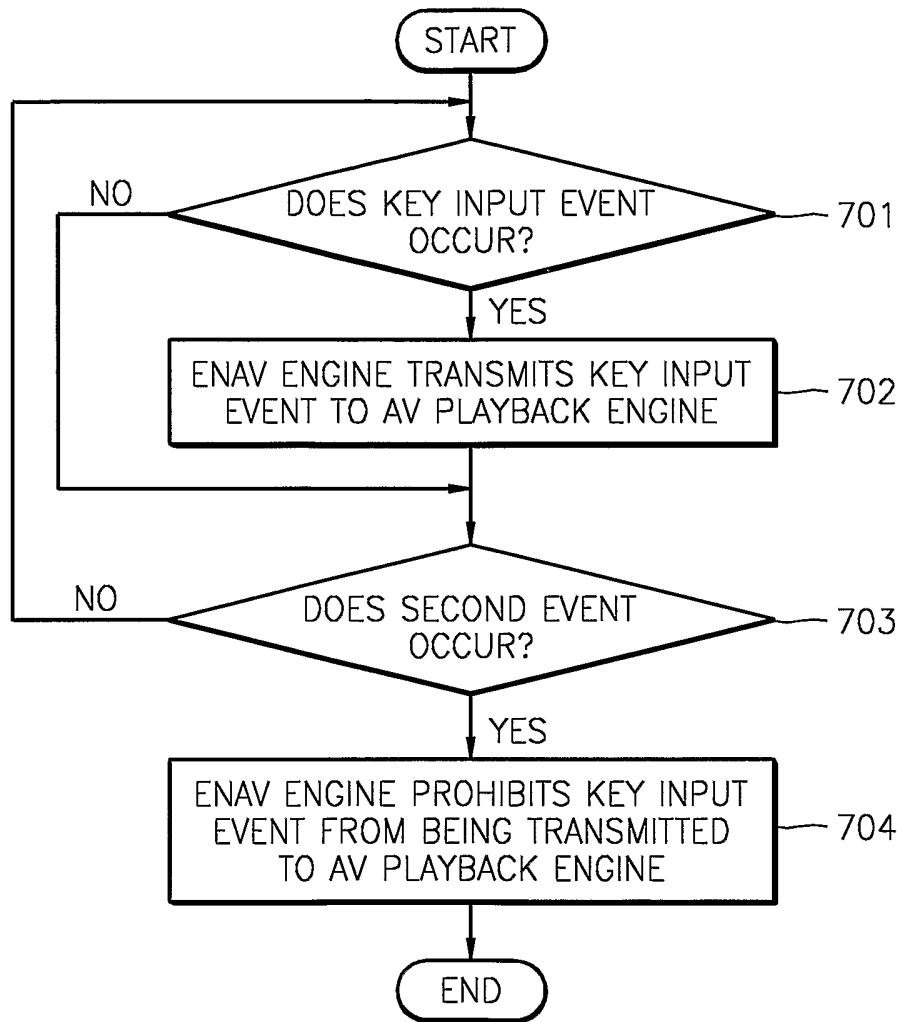 START
NO
DOES KEY INPUT EVENT
OCCUR?
701
YES
ENAV ENGINE TRANSMITS KEY INPUT
EVENT TO AV PLAYBACK ENGINE
702
NO
DOES SECOND EVENT
OCCUR?
703
YES
ENAV ENGINE PROHIBITS KEY INPUT
EVENT FROM BEING TRANSMITTED
TO AV PLAYBACK ENGINE
704
END